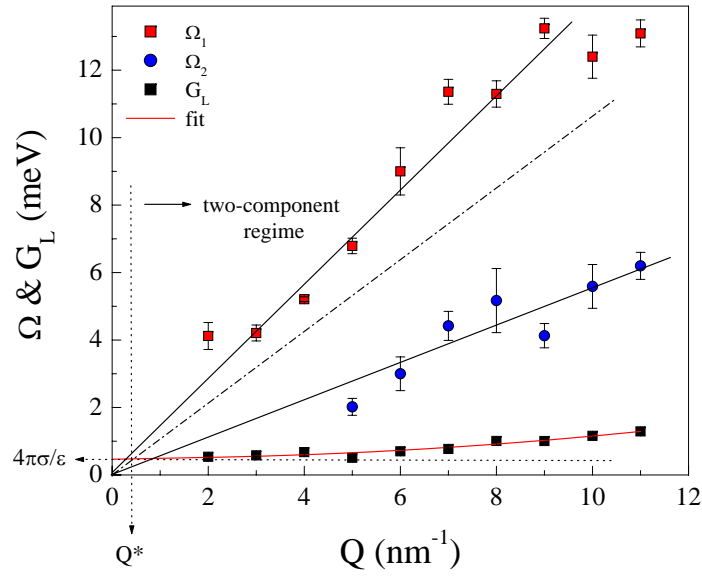 Ω₁
Ω₂
G_L
fit
two-component
regime
Ω & G_L (meV)
12
10
8
6
4
2
0
4πσ/ε
0
2
4
6
8
10
12
Q*
Q (nm⁻¹)